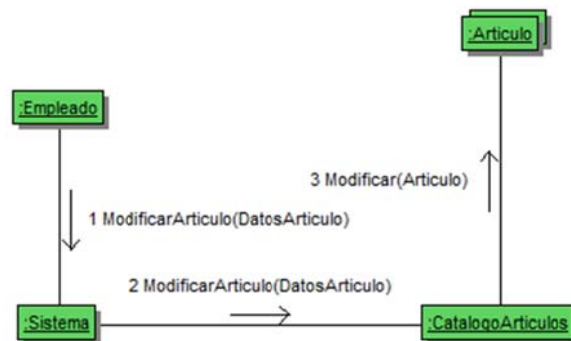 :Articulo
:Empleado
3 Modificar(Articulo)
1 ModificarArticulo(DatosArticulo)
2 ModificarArticulo(DatosArticulo)
:Sistema
:CatalogoArticulos